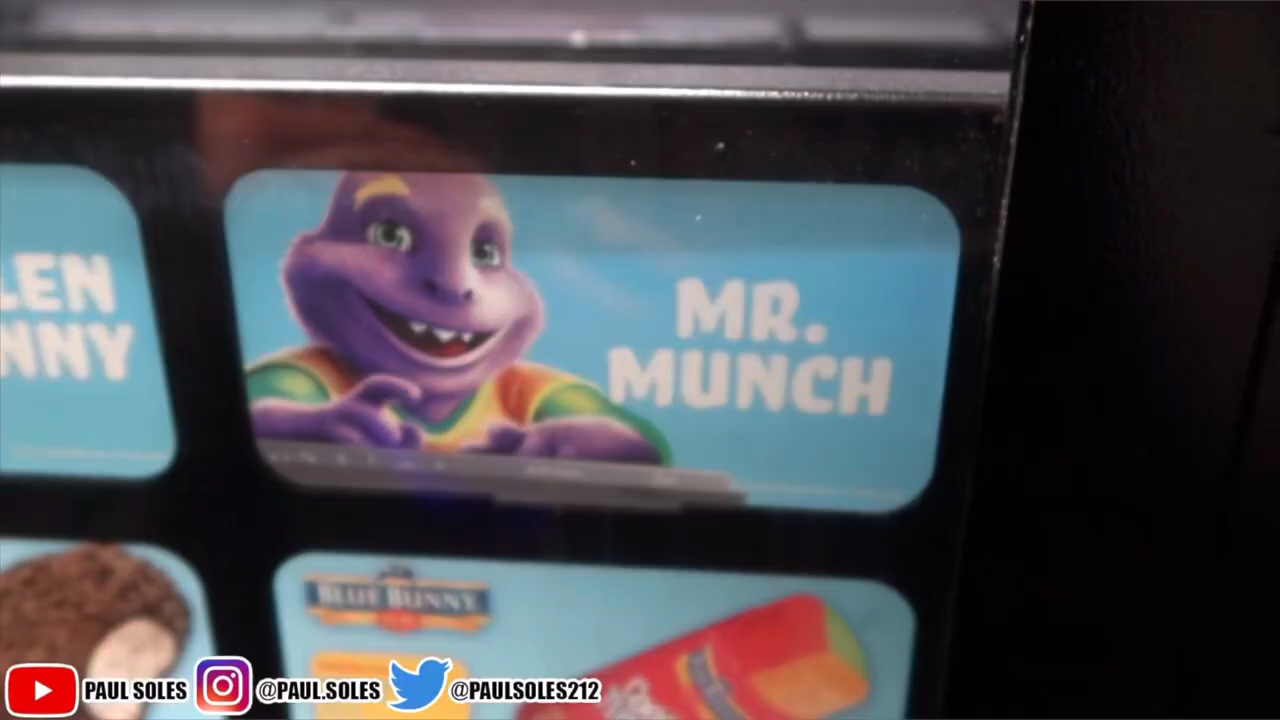 LEN
NNY
MR.
MUNCH
BLUE BUNNY
PAUL SOLES
@PAUL.SOLES
@PAULSOLES212